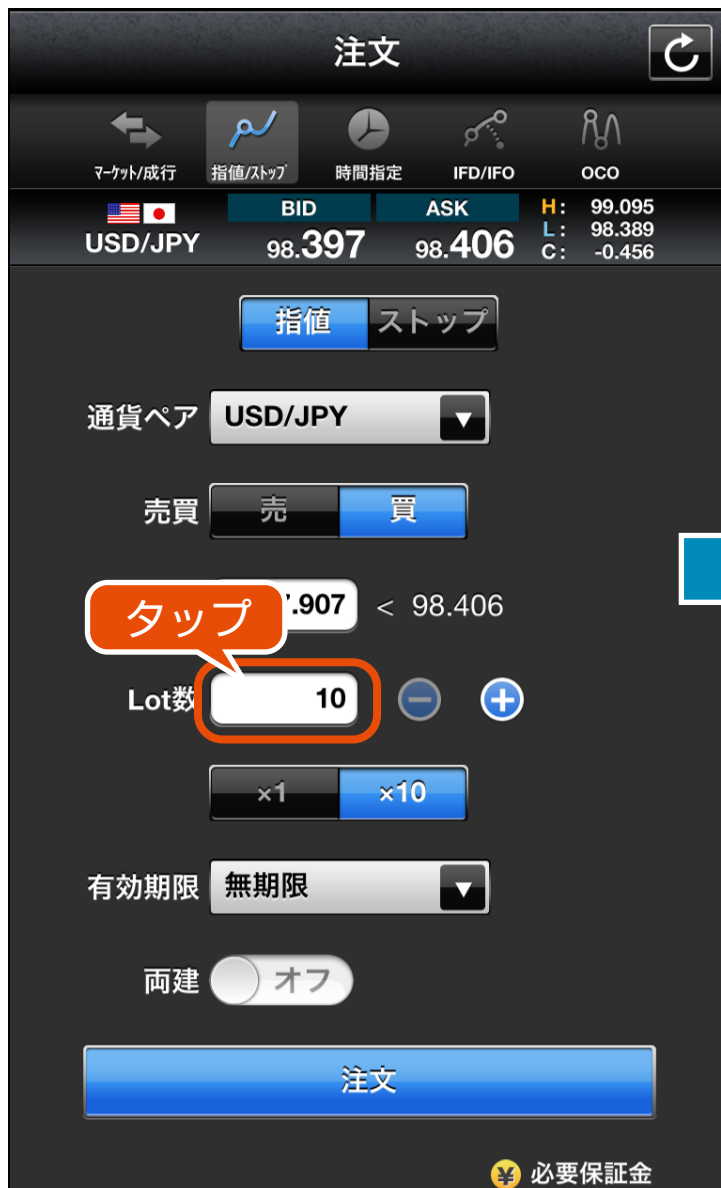 注文
マーケット/成行 指値/ストップ 時間指定 IFD/IFO OCO
USD/JPY BID 98.397 ASK 98.406 H: 99.095
L: 98.389
C: -0.456
指値 ストップ
通貨ペア USD/JPY
売買 売 買
.907 < 98.406
タップ
Lot数 10
×1 ×10
有効期限 無期限
両建 オフ
注文
必要保証金